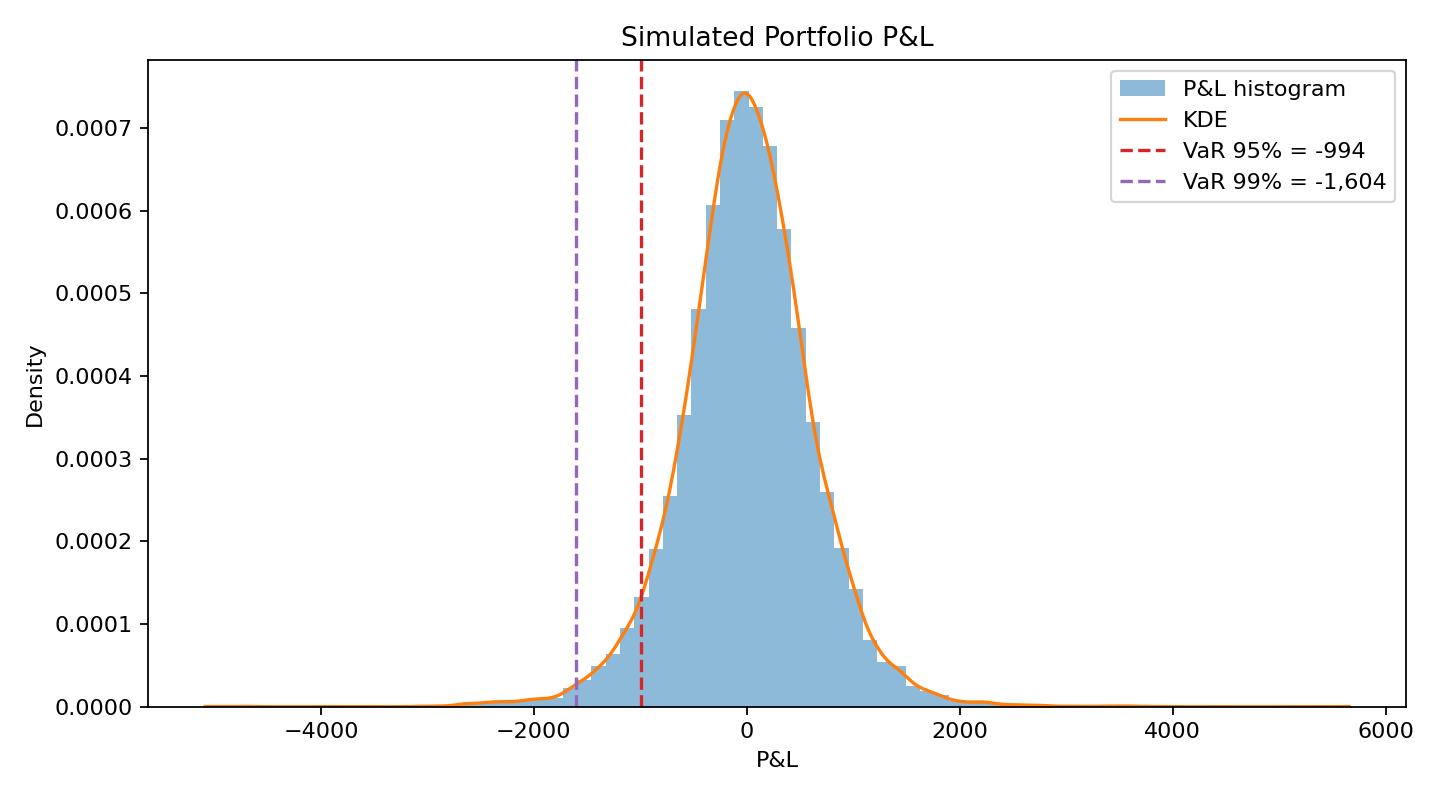 Simulated Portfolio P&L
P&L histogram
KDE
VaR 95% = -994
VaR 99% = -1,604
Density
0.0007
0.0006
0.0005
0.0004
0.0003
0.0002
0.0001
0.0000
−4000
−2000
0
2000
4000
6000
P&L